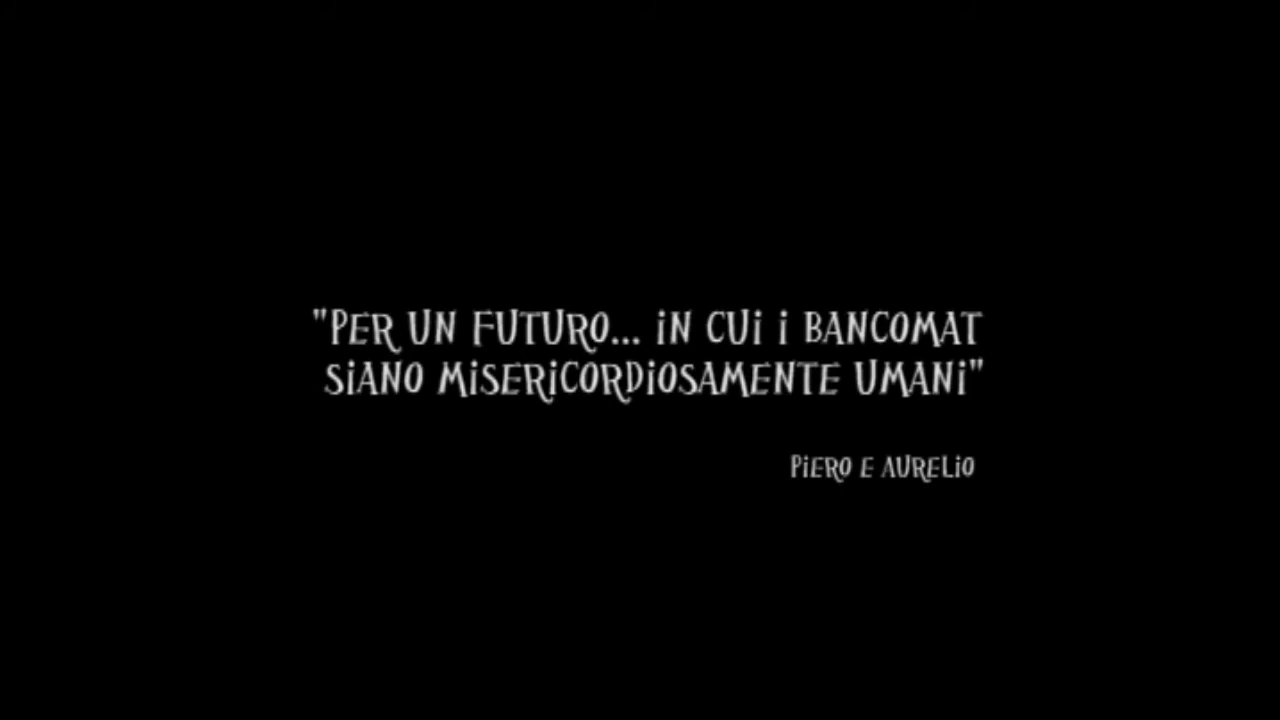 "PER UN FUTURO... iN CUi i BANCOMAT
SiANO MiSERiCORDiOSAMENTE UMANi"
PiERO E AURELiO